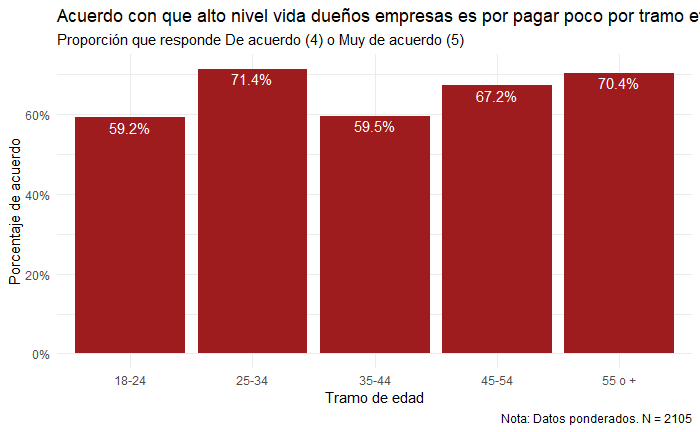 Acuerdo con que alto nivel vida dueños empresas es por pagar poco por tramo
Proporción que responde De acuerdo (4) o Muy de acuerdo (5)
Porcentaje de acuerdo
60%
40%
20%
0%
59.2%
71.4%
59.5%
67.2%
70.4%
18-24
25-34
35-44
45-54
55 o +
Tramo de edad
Nota: Datos ponderados. N = 2105